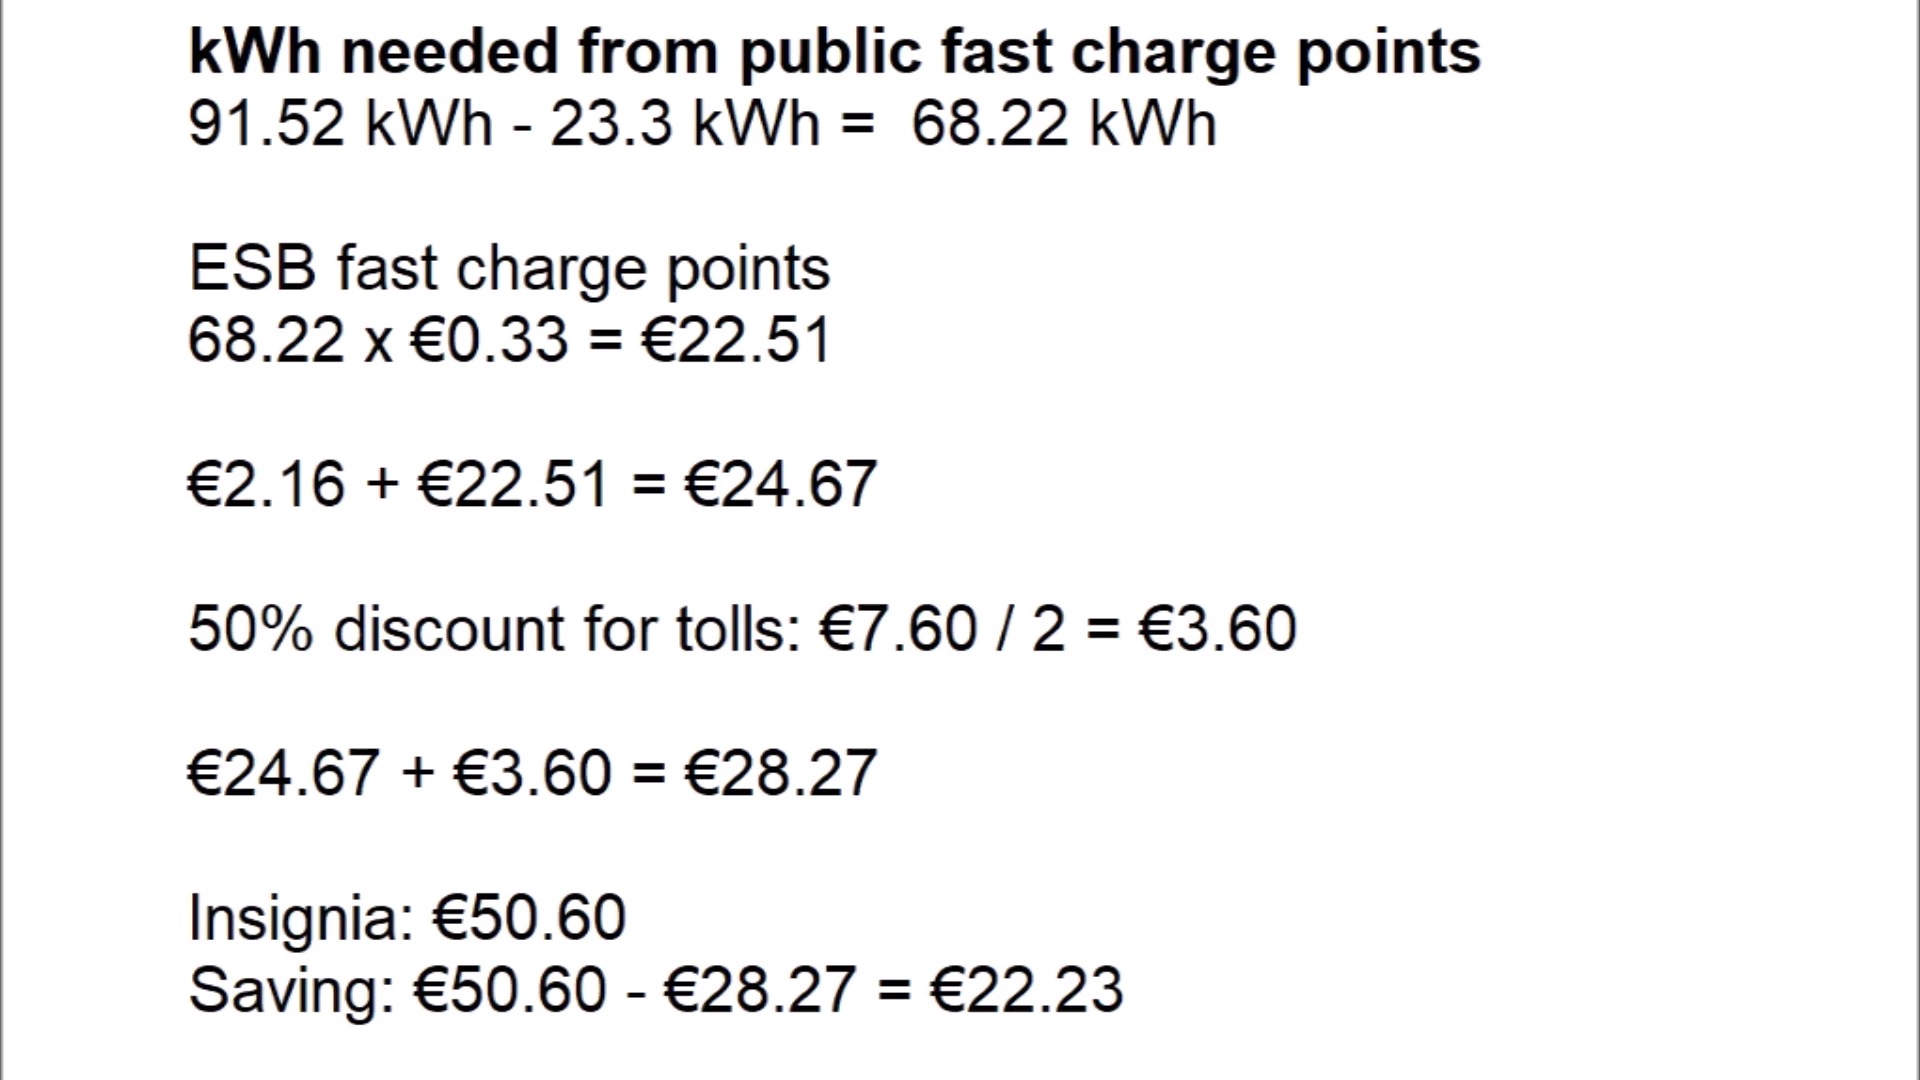 kWh needed from public fast charge points
91.52 kWh - 23.3 kWh =  68.22 kWh
ESB fast charge points
68.22 x €0.33 = €22.51
€2.16 + €22.51 = €24.67
50% discount for tolls: €7.60 / 2 = €3.60
€24.67 + €3.60 = €28.27
Insignia: €50.60
Saving: €50.60 - €28.27 = €22.23